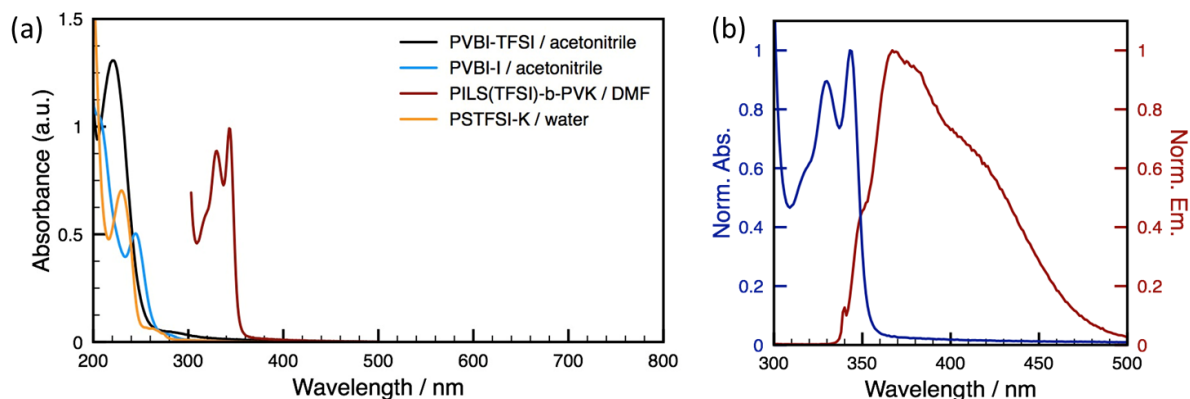 (a)
1.5
1
0.5
0
Absorbance (a.u.)
PVBI-TFSI / acetonitrile
PVBI-I / acetonitrile
PILS(TFSI)-b-PVK / DMF
PSTFSI-K / water
200 300 400 500 600 700 800
Wavelength / nm
(b)
1
0.8
0.6
0.4
0.2
0
Norm. Abs.
1
0.8
0.6
0.4
0.2
0
Norm. Em.
300 350 400 450 500
Wavelength / nm